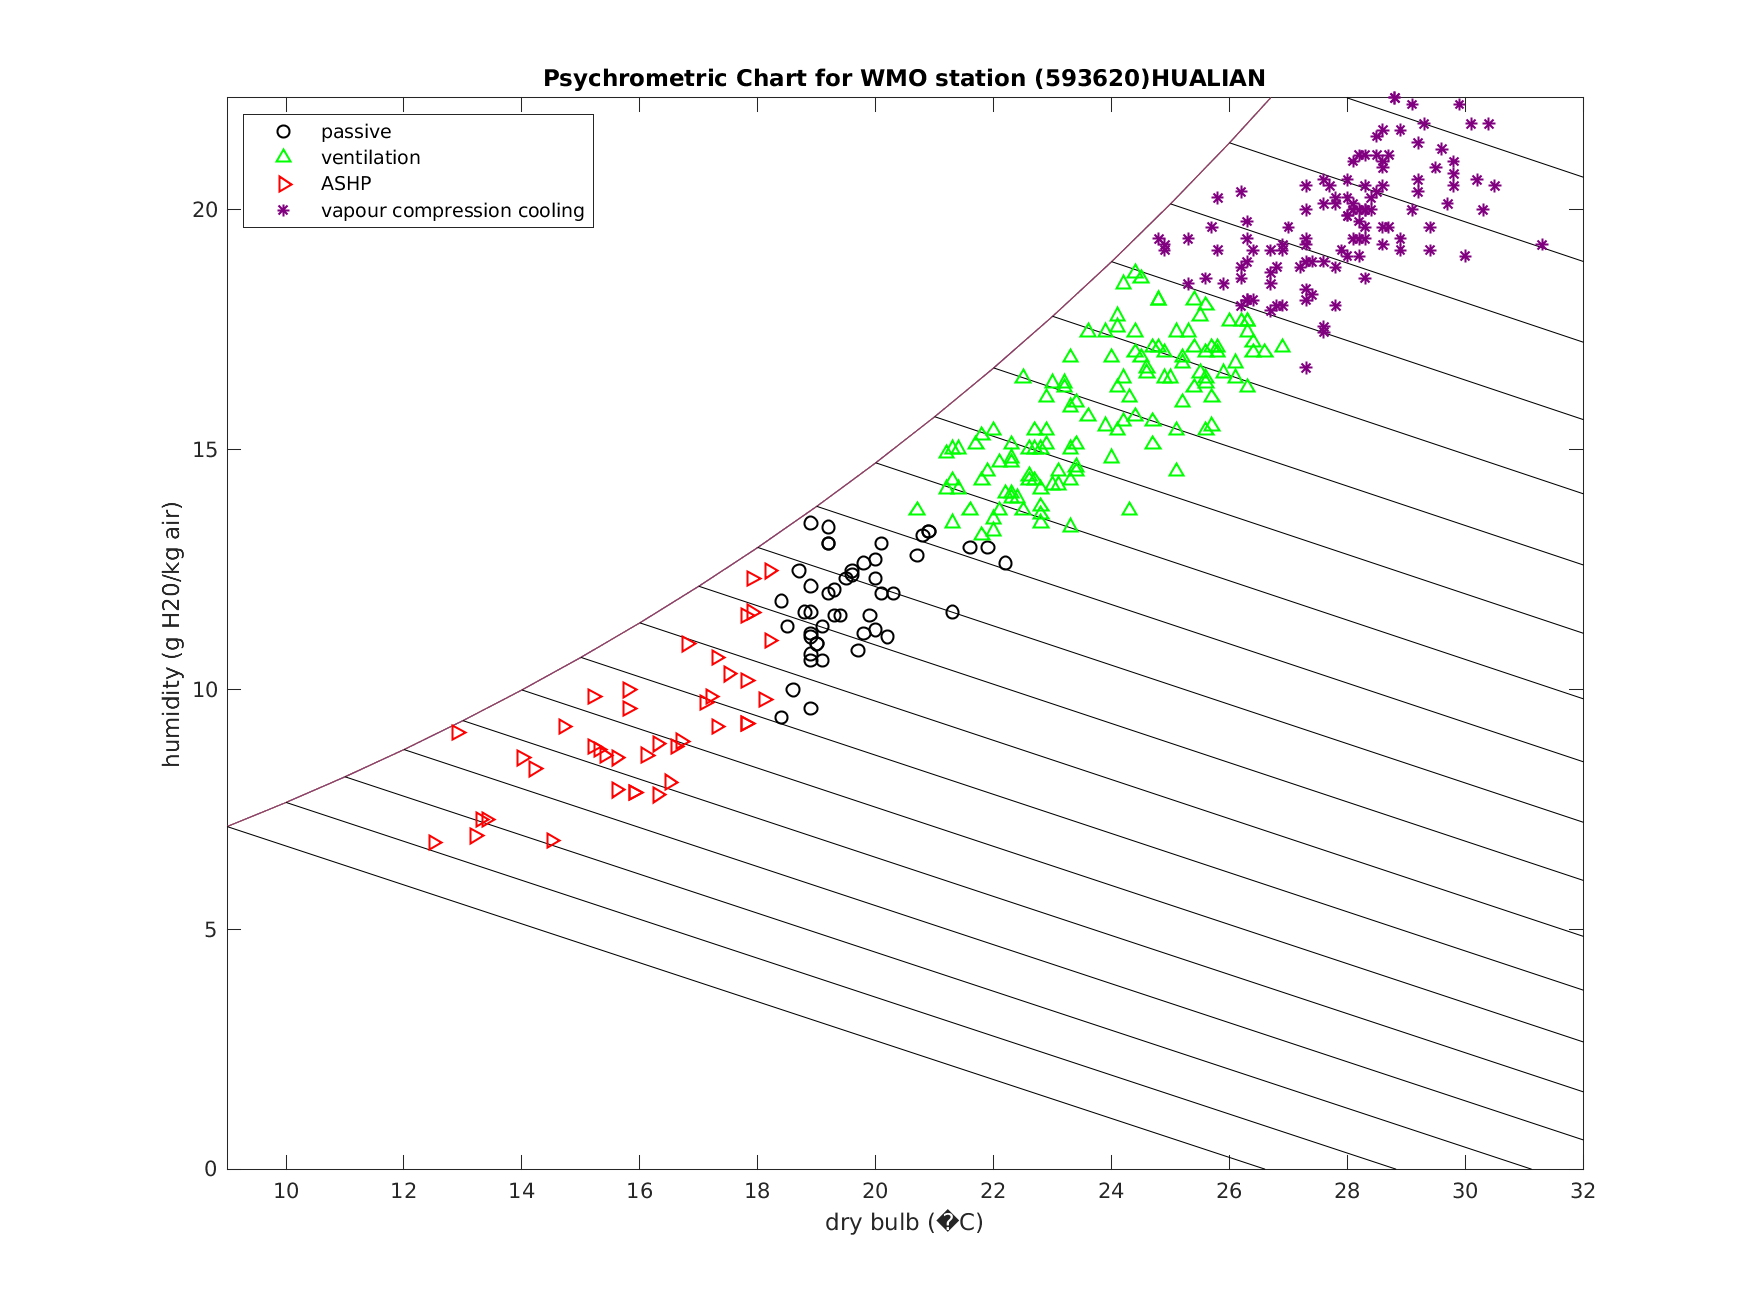 Psychrometric Chart for WMO station (593620)HUALIAN
passive
ventilation
ASHP
vapour compression cooling
20
15
10
5
0
humidity (g H20/kg air)
10 12 14 16 18 20 22 24 26 28 30 32
dry bulb (�C)